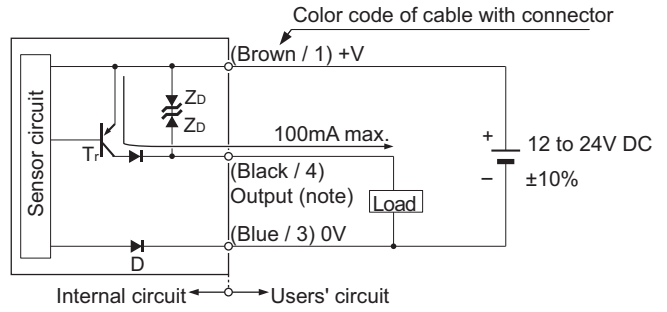 Color code of cable with connector
(Brown / 1) +V
Sensor circuit
ZD
ZD
Tr
100mA max.
+
12 to 24V DC
−
±10%
(Black / 4)
Output (note)
Load
(Blue / 3) 0V
D
Internal circuit
Users' circuit